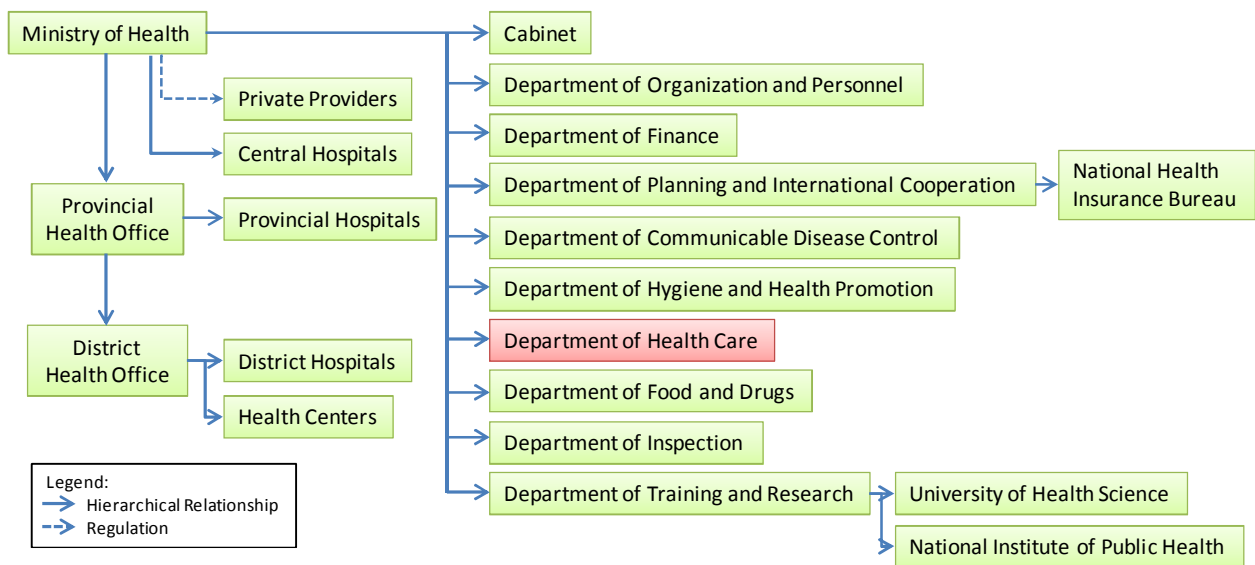 Ministry of Health
Private Providers
Central Hospitals
Provincial
Health Office
Provincial Hospitals
District
Health Office
District Hospitals
Health Centers
Cabinet
Department of Organization and Personnel
Department of Finance
Department of Planning and International Cooperation
National Health
Insurance Bureau
Department of Communicable Disease Control
Department of Hygiene and Health Promotion
Department of Health Care
Department of Food and Drugs
Department of Inspection
Department of Training and Research
University of Health Science
National Institute of Public Health
Legend:
Hierarchical Relationship
Regulation